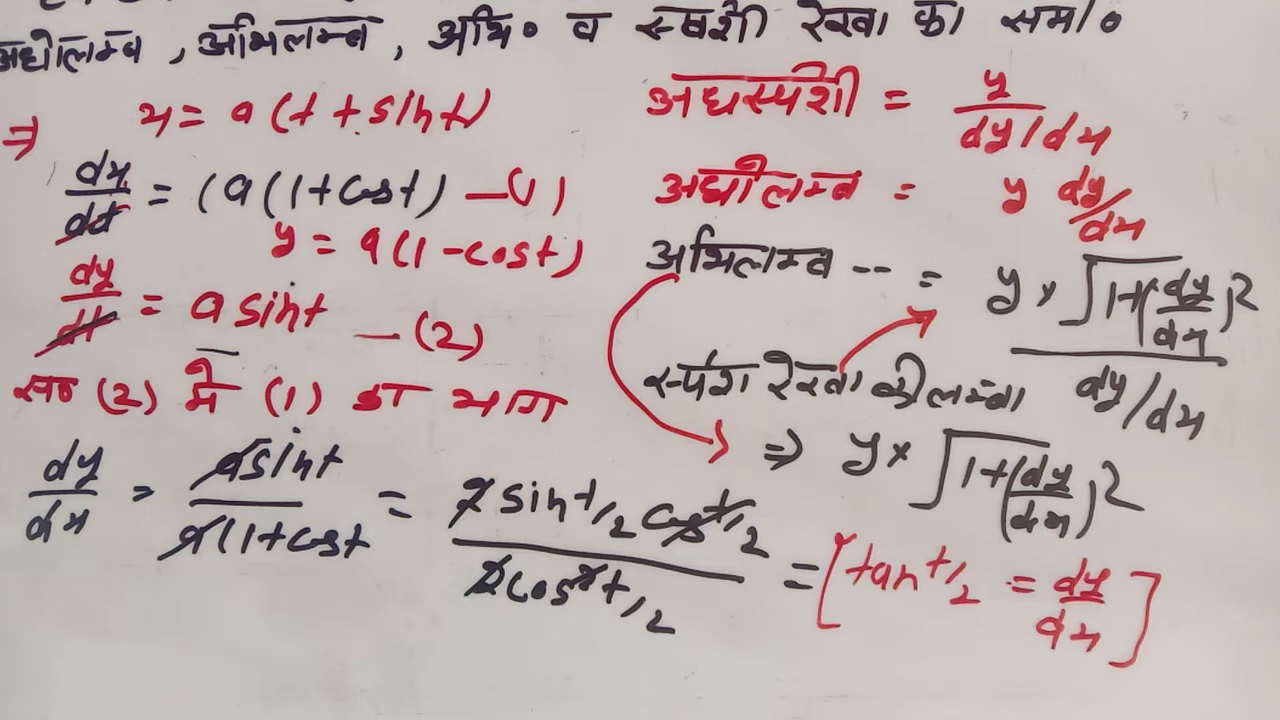 अधोलम्ब, अभिलम्ब, अभि० व स्पर्शी रेखा का समी०
⇒ x = a(t + sint)
dx/dt = (a(1+cost) —(1)
y = a(1-cost)
dy/dt = a sint —(2)
(2) में (1) का भाग
dy/dx = asint/a(1+cost = 2sint/2 cost/2 / 2cos²t/2 = [tan t/2 = dy/dx]
अधस्पर्शी = y/dy/dx
अधोलम्ब = y dy/dx
अभिलम्ब -- = y × √1+(dy/dx)² / dy/dx
स्पर्श रेखा की लम्बा
⇒ y × √1+(dy/dx)²